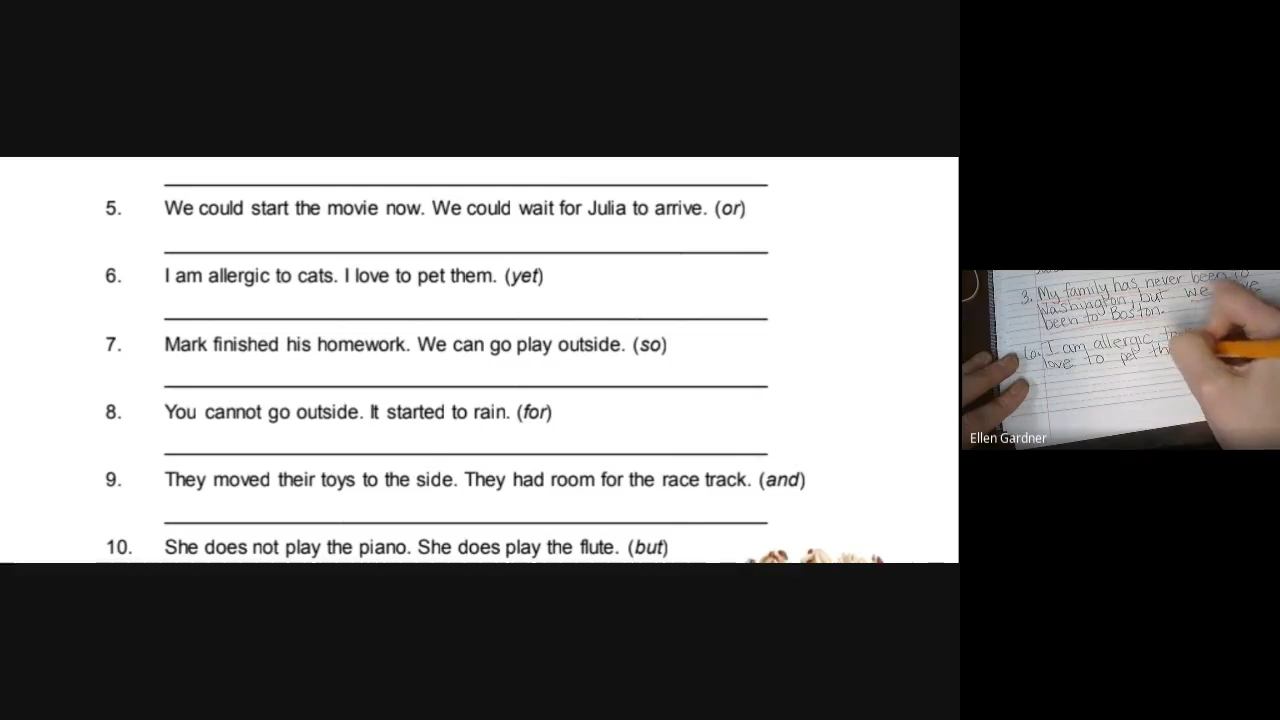 5. We could start the movie now. We could wait for Julia to arrive. (or)
6. I am allergic to cats. I love to pet them. (yet)
7. Mark finished his homework. We can go play outside. (so)
8. You cannot go outside. It started to rain. (for)
9. They moved their toys to the side. They had room for the race track. (and)
10. She does not play the piano. She does play the flute. (but)
3. My family has never been to
Washington, but we
been to Boston.
6. I am allergic
love to pet
Ellen Gardner